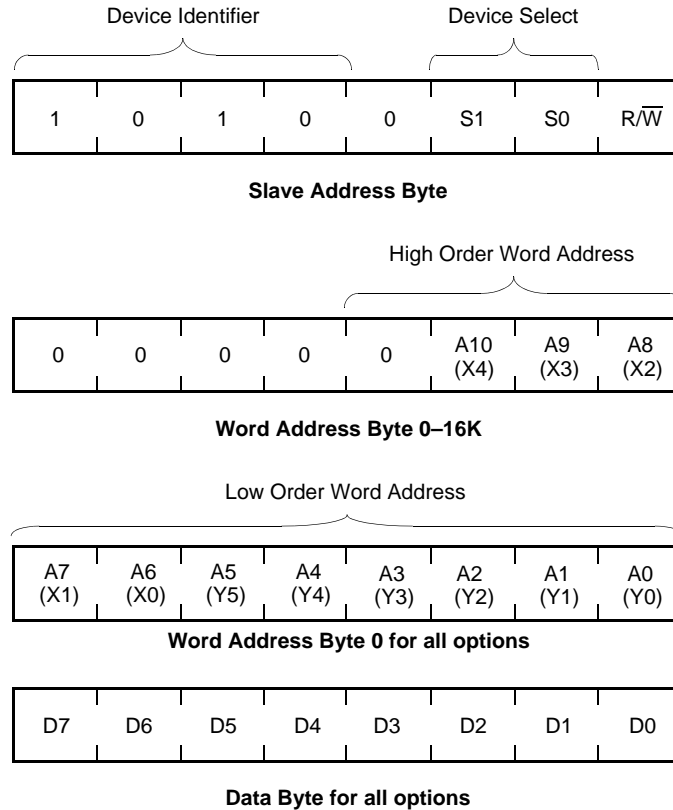 Device Identifier Device Select
1 0 1 0 0 S1 S0 R/W̅
Slave Address Byte
High Order Word Address
0 0 0 0 0 A10 (X4) A9 (X3) A8 (X2)
Word Address Byte 0–16K
Low Order Word Address
A7 (X1) A6 (X0) A5 (Y5) A4 (Y4) A3 (Y3) A2 (Y2) A1 (Y1) A0 (Y0)
Word Address Byte 0 for all options
D7 D6 D5 D4 D3 D2 D1 D0
Data Byte for all options